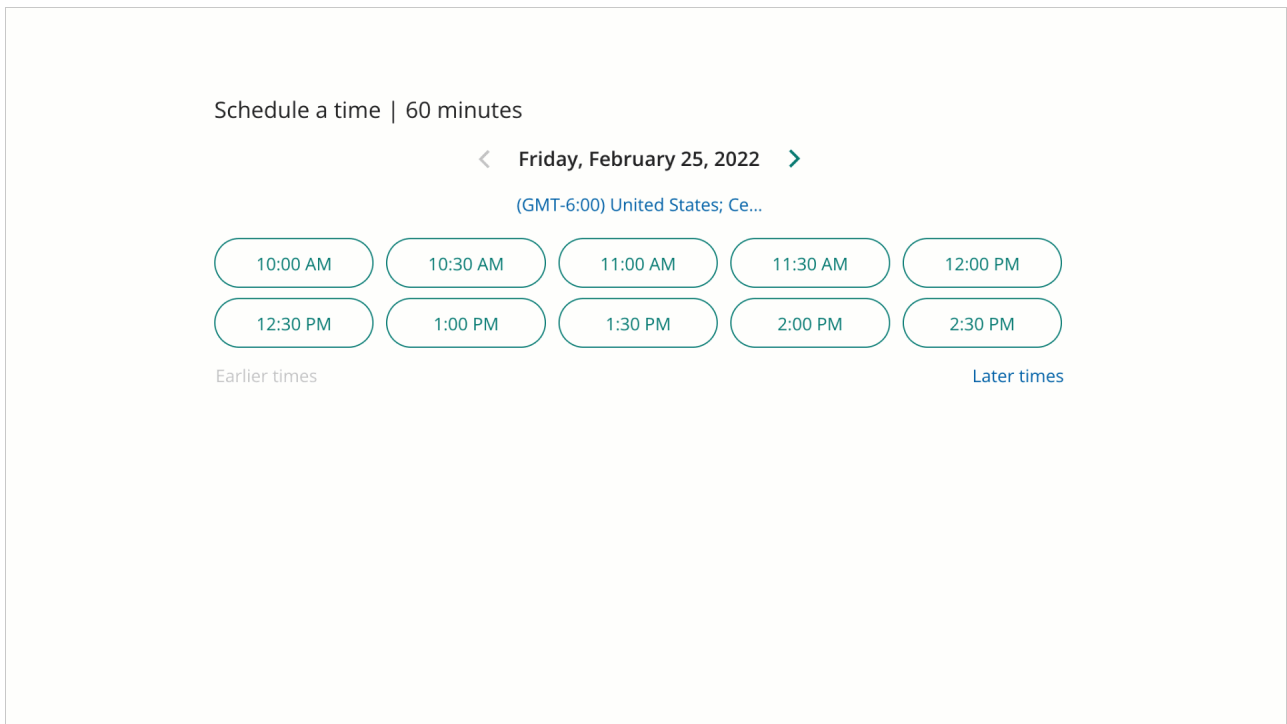 Schedule a time | 60 minutes
Friday, February 25, 2022
(GMT-6:00) United States; Ce...
10:00 AM 10:30 AM 11:00 AM 11:30 AM 12:00 PM
12:30 PM 1:00 PM 1:30 PM 2:00 PM 2:30 PM
Earlier times Later times